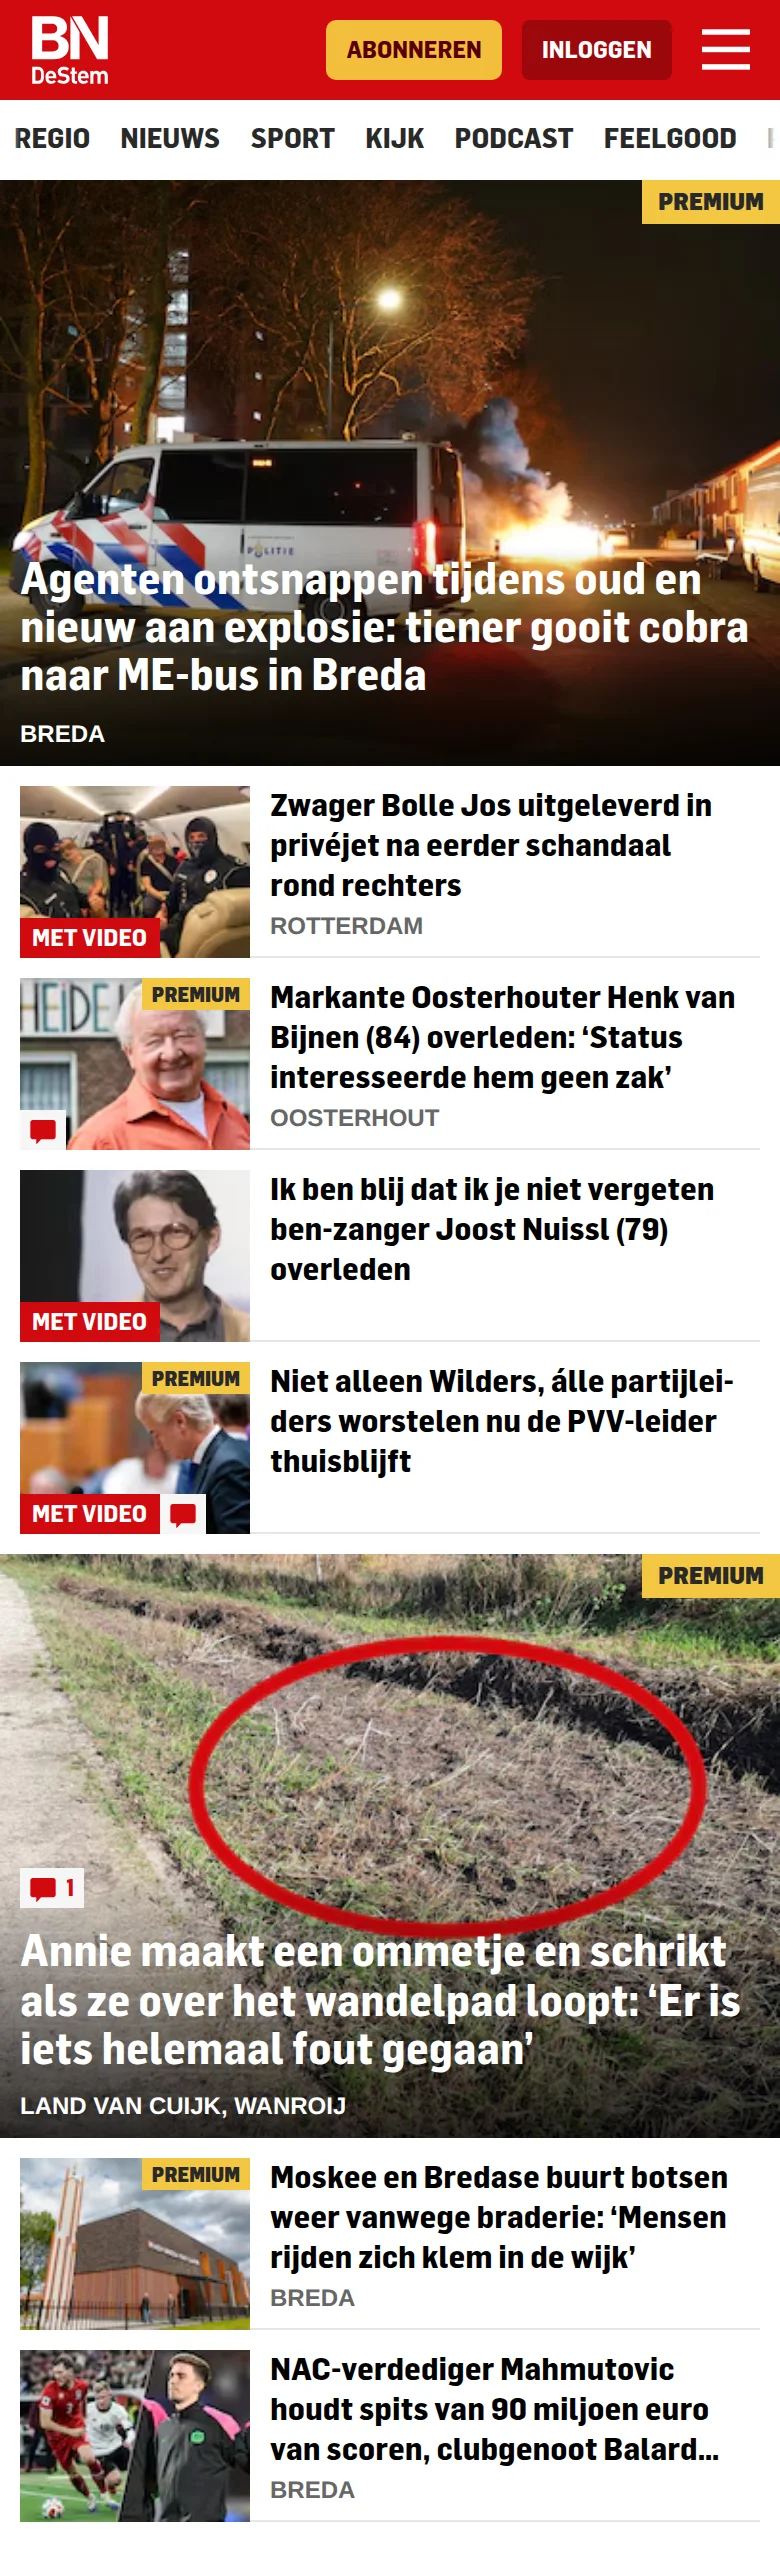 BN
DeStem
ABONNEREN
INLOGGEN
REGIO NIEUWS SPORT KIJK PODCAST FEELGOOD
PREMIUM
POLITIE
Agenten ontsnappen tijdens oud en
nieuw aan explosie: tiener gooit cobra
naar ME-bus in Breda
BREDA
MET VIDEO
Zwager Bolle Jos uitgeleverd in
privéjet na eerder schandaal
rond rechters
ROTTERDAM
HEIDE
PREMIUM
Markante Oosterhouter Henk van
Bijnen (84) overleden: ‘Status
interesseerde hem geen zak’
OOSTERHOUT
MET VIDEO
Ik ben blij dat ik je niet vergeten
ben-zanger Joost Nuissl (79)
overleden
PREMIUM
MET VIDEO
Niet alleen Wilders, álle partijlei-
ders worstelen nu de PVV-leider
thuisblijft
PREMIUM
1
Annie maakt een ommetje en schrikt
als ze over het wandelpad loopt: ‘Er is
iets helemaal fout gegaan’
LAND VAN CUIJK, WANROIJ
PREMIUM
Moskee en Bredase buurt botsen
weer vanwege braderie: ‘Mensen
rijden zich klem in de wijk’
BREDA
NAC-verdediger Mahmutovic
houdt spits van 90 miljoen euro
van scoren, clubgenoot Balard...
BREDA